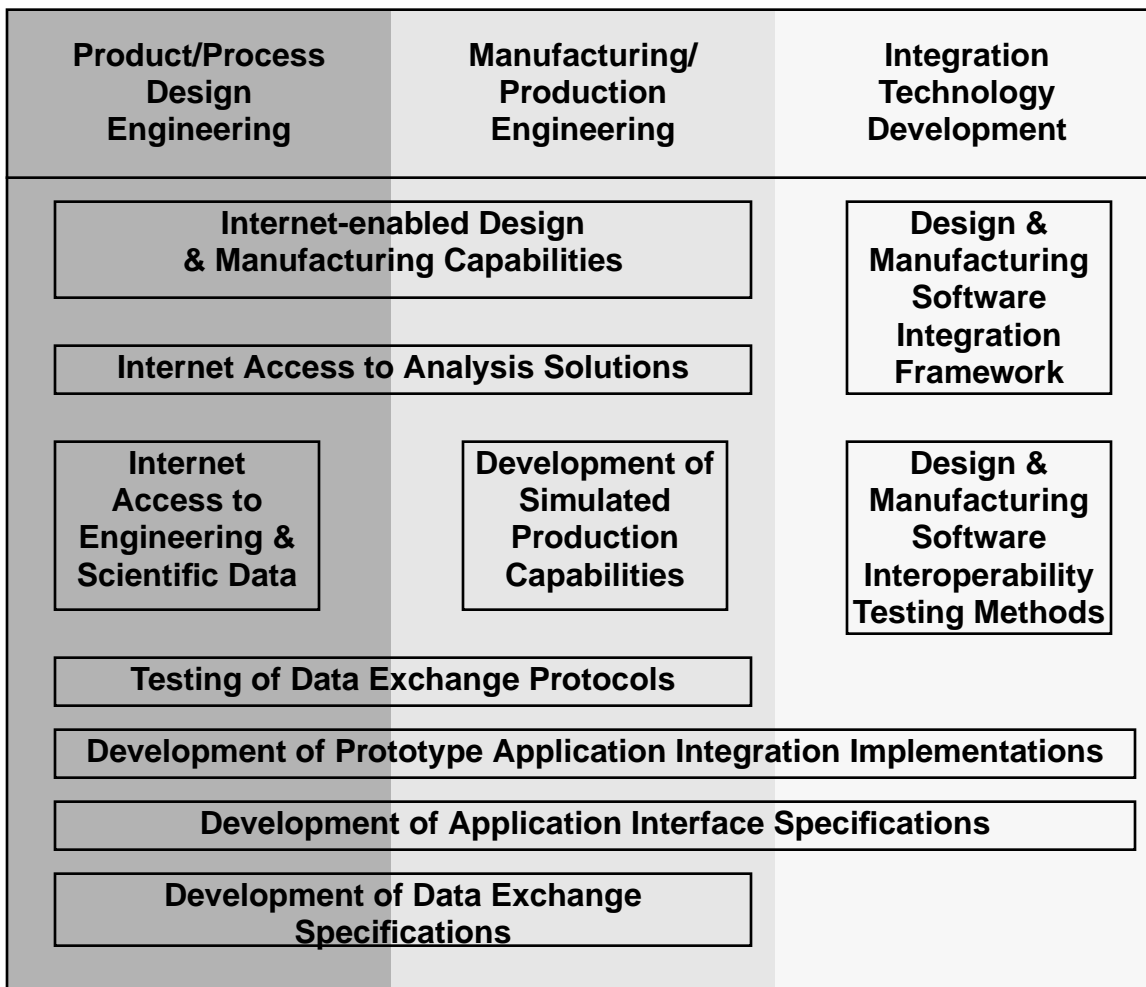 Product/Process
Design
Engineering
Manufacturing/
Production
Engineering
Integration
Technology
Development
Internet-enabled Design
& Manufacturing Capabilities
Design &
Manufacturing
Software
Integration
Framework
Internet Access to Analysis Solutions
Internet
Access to
Engineering &
Scientific Data
Development of
Simulated
Production
Capabilities
Design &
Manufacturing
Software
Interoperability
Testing Methods
Testing of Data Exchange Protocols
Development of Prototype Application Integration Implementations
Development of Application Interface Specifications
Development of Data Exchange
Specifications